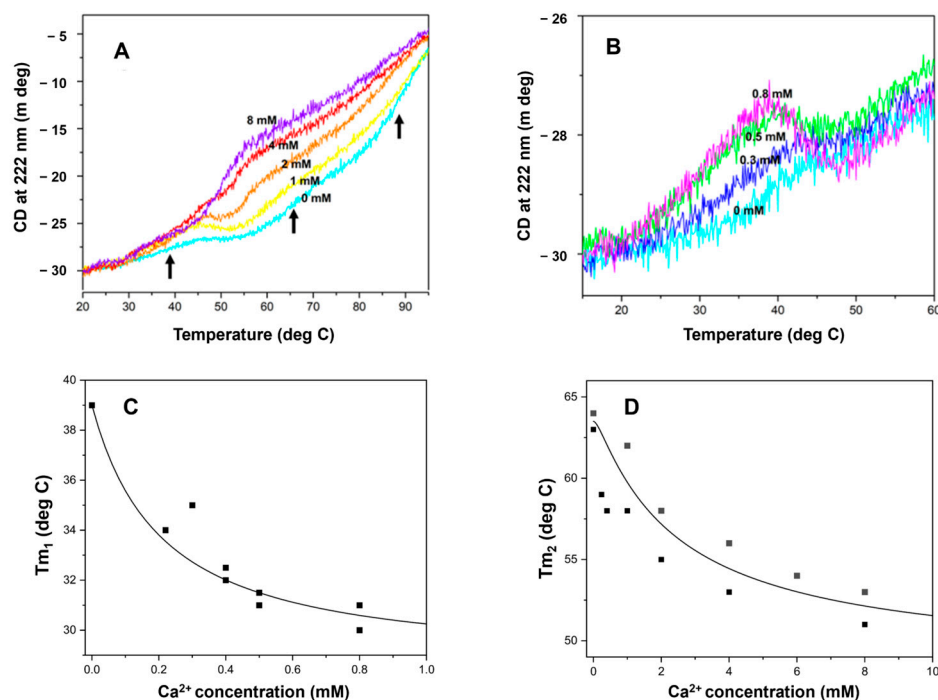 A
CD at 222 nm (m deg)
– 5
– 10
– 15
– 20
– 25
– 30
8 mM
4 mM
2 mM
1 mM
0 mM
20 30 40 50 60 70 80 90
Temperature (deg C)
B
CD at 222 nm (m deg)
– 26
– 28
– 30
0.8 mM
0.5 mM
0.3 mM
0 mM
20 30 40 50 60
Temperature (deg C)
C
Tm1 (deg C)
40
38
36
34
32
30
0.0 0.2 0.4 0.6 0.8 1.0
Ca²⁺ concentration (mM)
D
Tm2 (deg C)
65
60
55
50
0 2 4 6 8 10
Ca²⁺ concentration (mM)